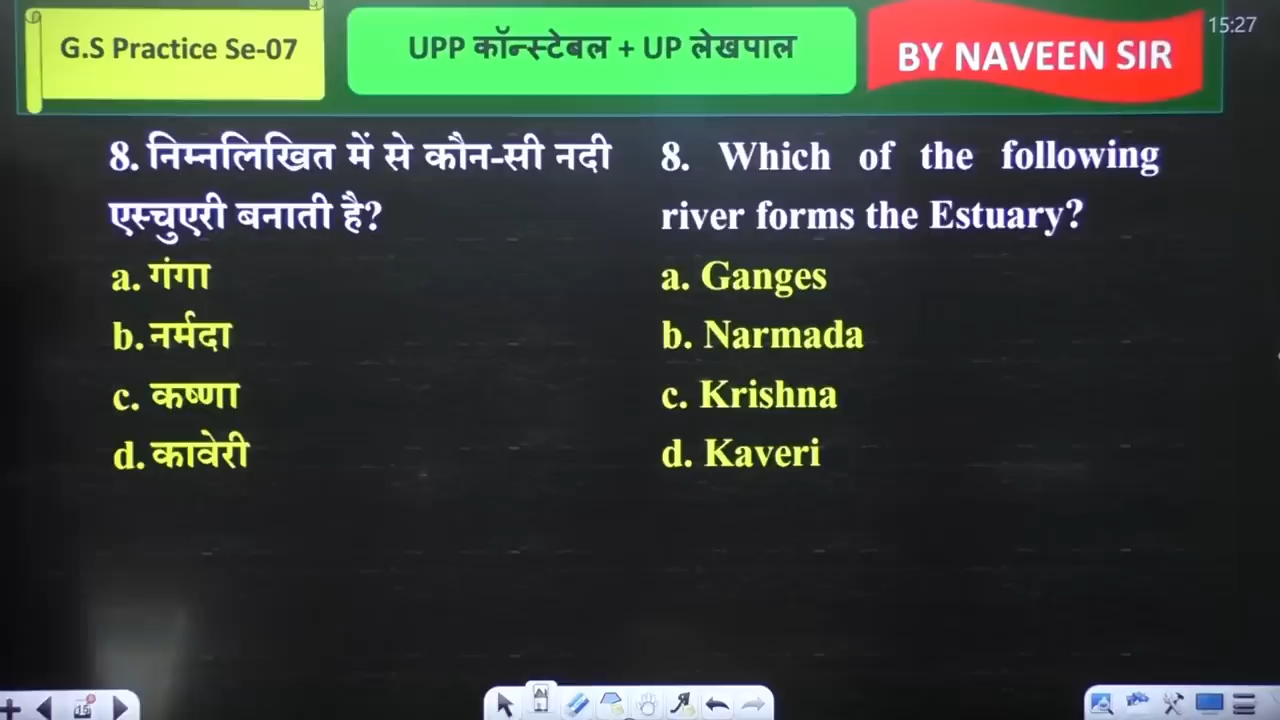 G.S Practice Se-07
UPP कॉन्स्टेबल + UP लेखपाल
BY NAVEEN SIR
15:27
8. निम्नलिखित में से कौन-सी नदी
एस्चुएरी बनाती है?
a. गंगा
b. नर्मदा
c. कष्णा
d. कावेरी
8. Which of the following
river forms the Estuary?
a. Ganges
b. Narmada
c. Krishna
d. Kaveri